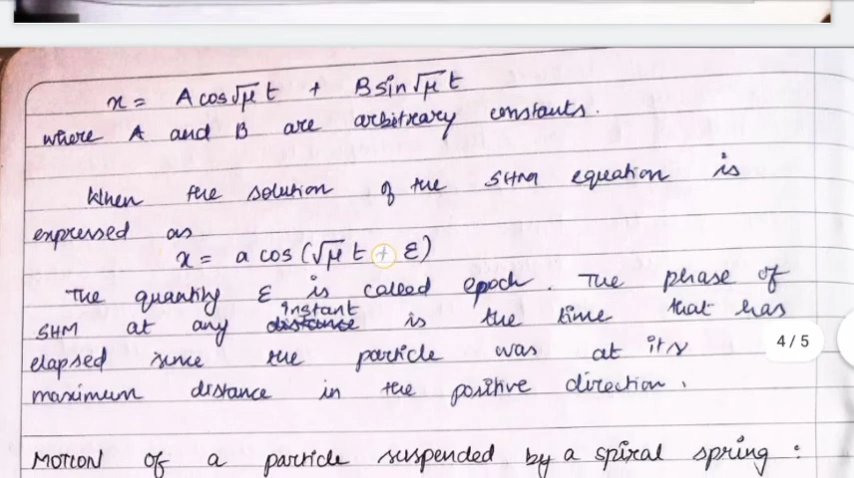 x = A cos √μ t + B sin √μ t
where A and B are arbitrary constants.
When the solution of the SHM equation is
expressed as
x = a cos (√μ t + ε)
The quantity ε is called epoch. The phase of
instant
SHM at any distance is the time that has
elapsed since the particle was at its
maximum distance in the positive direction.
4 / 5
MOTION OF a particle suspended by a spiral spring :